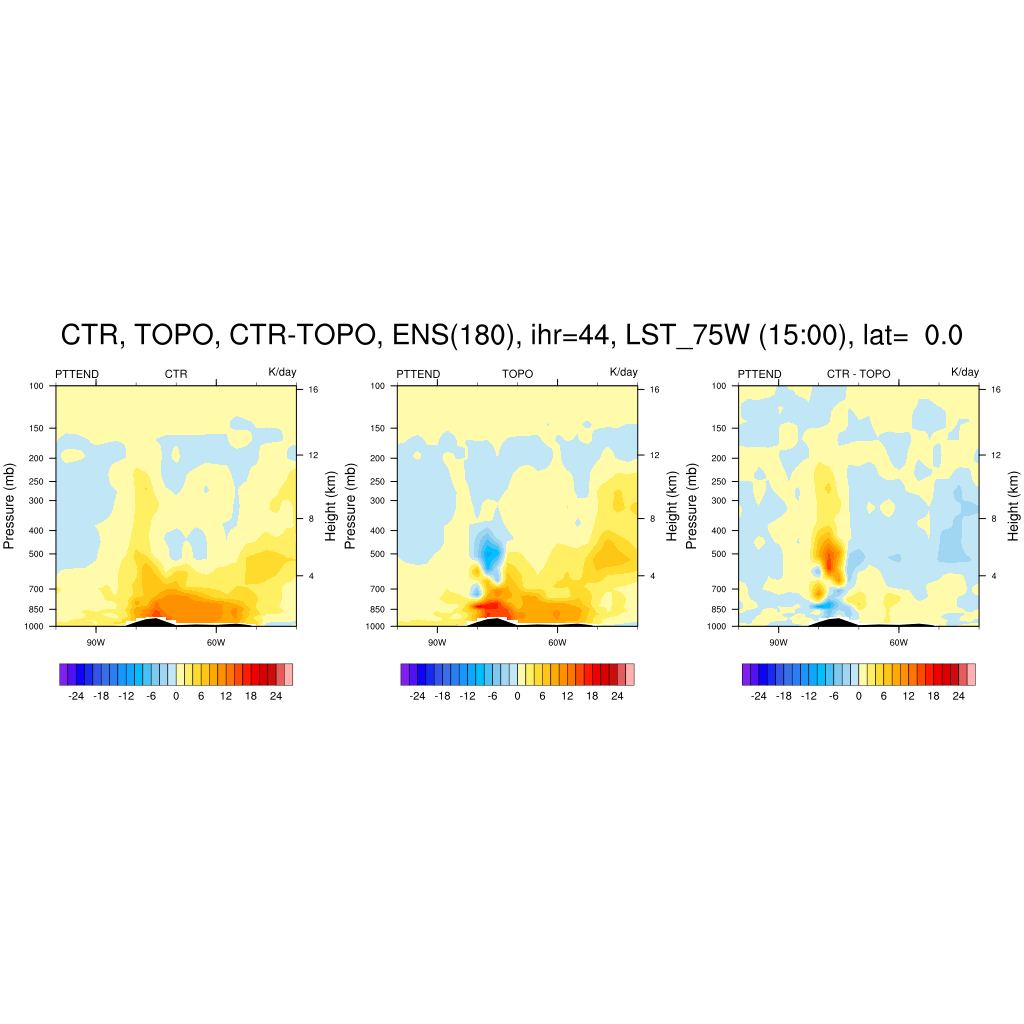 CTR, TOPO, CTR-TOPO, ENS(180), ihr=44, LST_75W (15:00), lat=  0.0
PTTEND CTR K/day
PTTEND TOPO K/day
PTTEND CTR - TOPO K/day
Pressure (mb)
100
150
200
250
300
400
500
700
850
1000
90W 60W
16
12
8
4
Height (km)
Pressure (mb)
100
150
200
250
300
400
500
700
850
1000
90W 60W
16
12
8
4
Height (km)
Pressure (mb)
100
150
200
250
300
400
500
700
850
1000
90W 60W
16
12
8
4
Height (km)
-24 -18 -12 -6 0 6 12 18 24
-24 -18 -12 -6 0 6 12 18 24
-24 -18 -12 -6 0 6 12 18 24